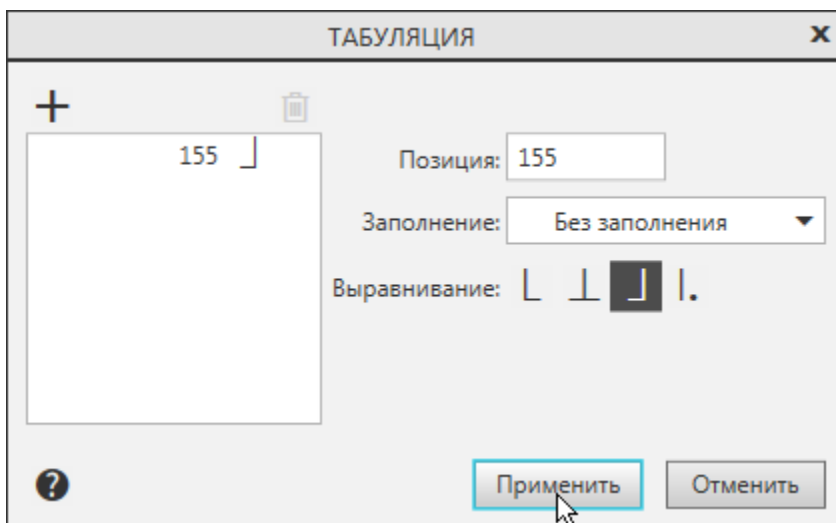 ТАБУЛЯЦИЯ
155
Позиция: 155
Заполнение: Без заполнения
Выравнивание:
Применить Отменить